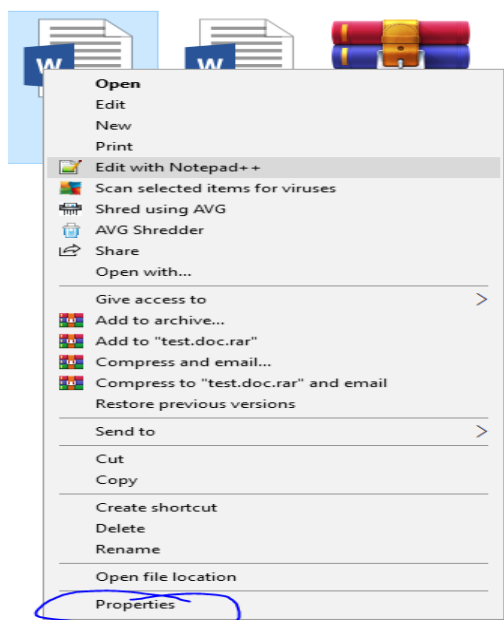 W W
Open
Edit
New
Print
Edit with Notepad++
Scan selected items for viruses
Shred using AVG
AVG Shredder
Share
Open with...
Give access to
Add to archive...
Add to "test.doc.rar"
Compress and email...
Compress to "test.doc.rar" and email
Restore previous versions
Send to
Cut
Copy
Create shortcut
Delete
Rename
Open file location
Properties